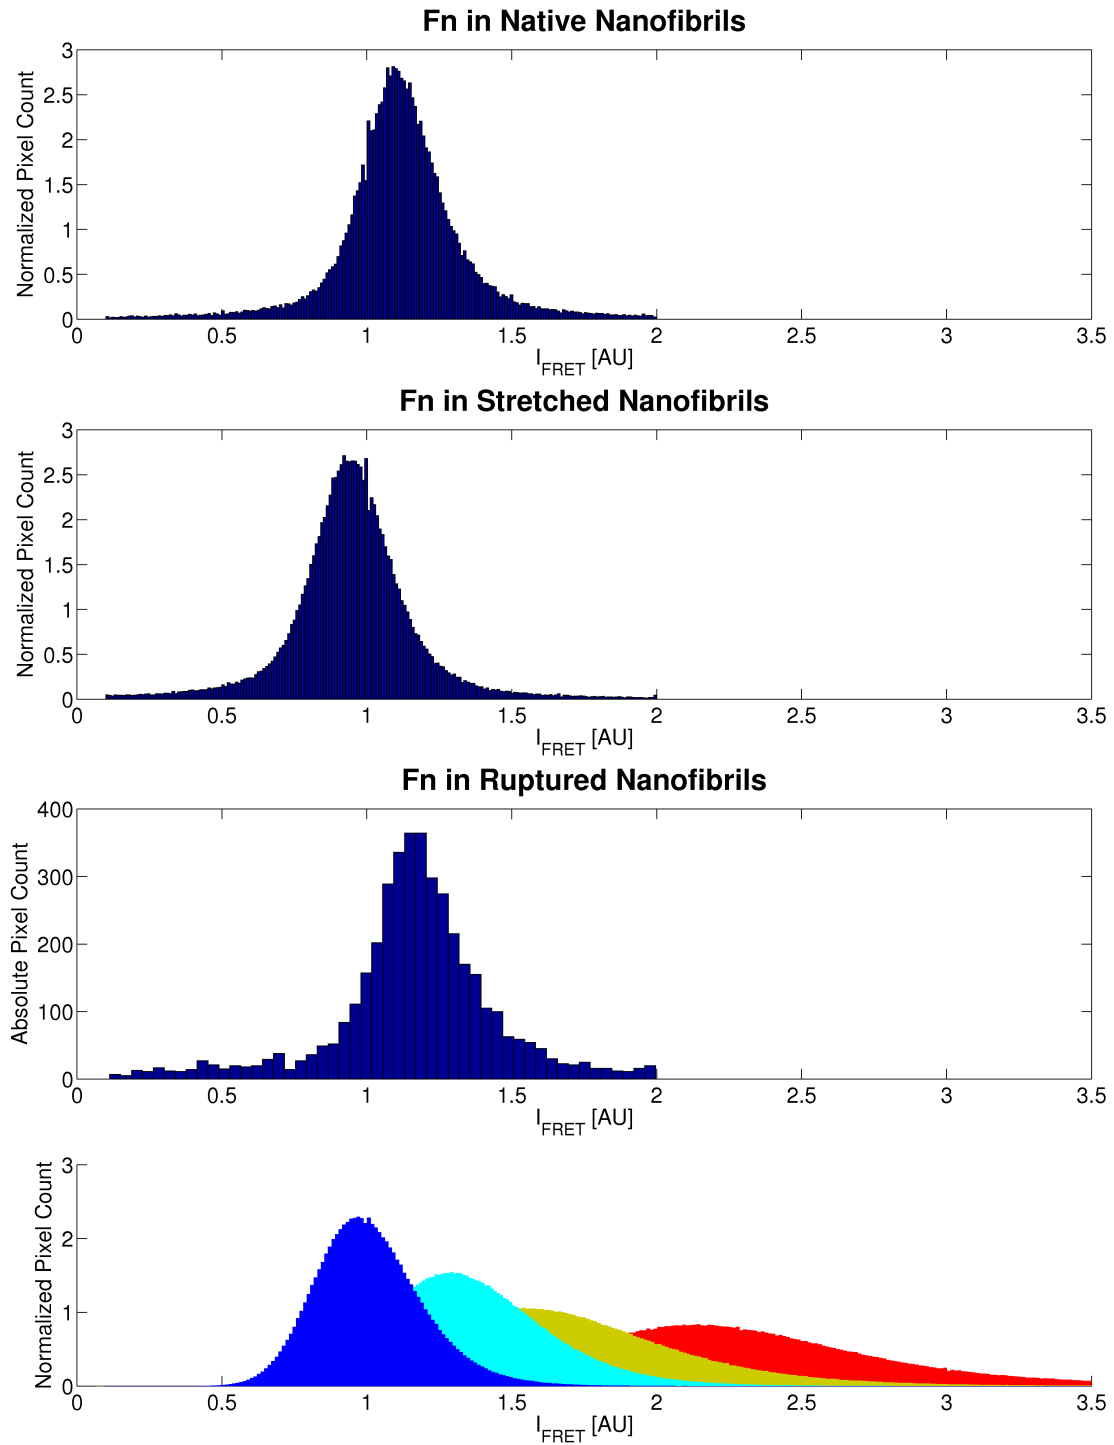 Fn in Native Nanofibrils
Normalized Pixel Count
3
2.5
2
1.5
1
0.5
0
0 0.5 1 1.5 2 2.5 3 3.5
I_FRET [AU]
Fn in Stretched Nanofibrils
Normalized Pixel Count
3
2.5
2
1.5
1
0.5
0
0 0.5 1 1.5 2 2.5 3 3.5
I_FRET [AU]
Fn in Ruptured Nanofibrils
Absolute Pixel Count
400
300
200
100
0
0 0.5 1 1.5 2 2.5 3 3.5
I_FRET [AU]
Normalized Pixel Count
3
2
1
0
0 0.5 1 1.5 2 2.5 3 3.5
I_FRET [AU]